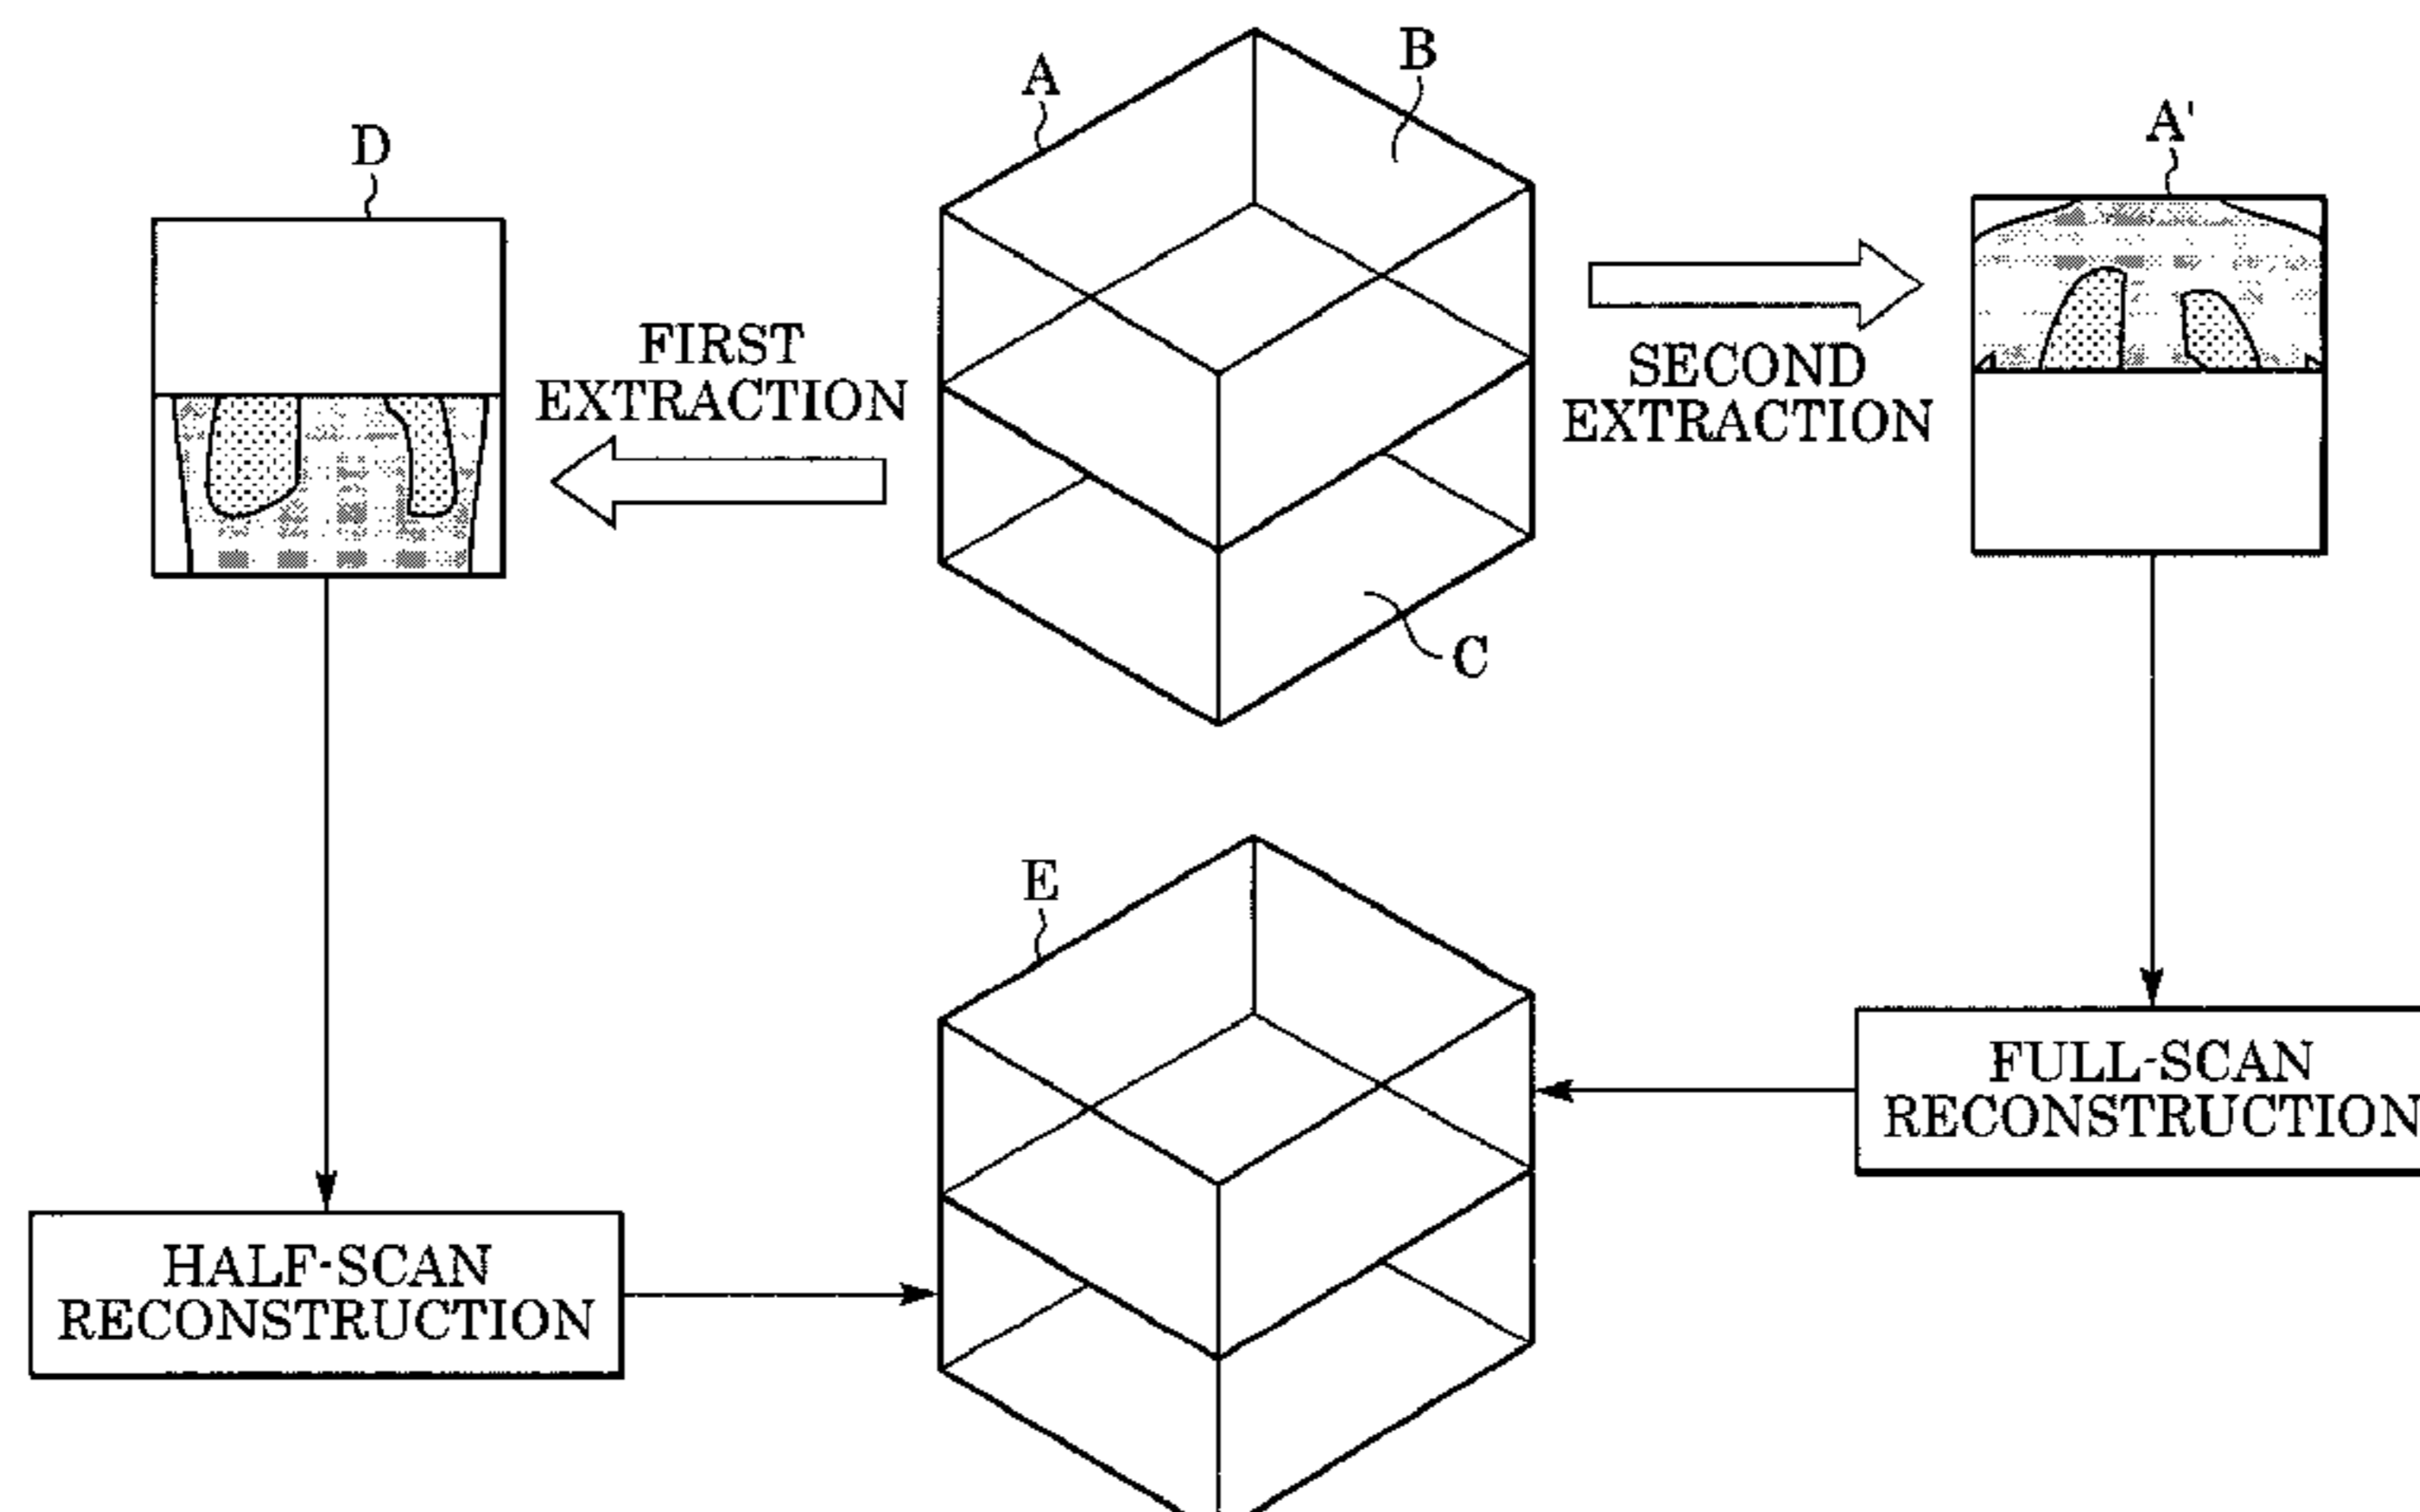 A
B
D
A'
FIRST
EXTRACTION
SECOND
EXTRACTION
C
E
FULL-SCAN
RECONSTRUCTION
HALF-SCAN
RECONSTRUCTION